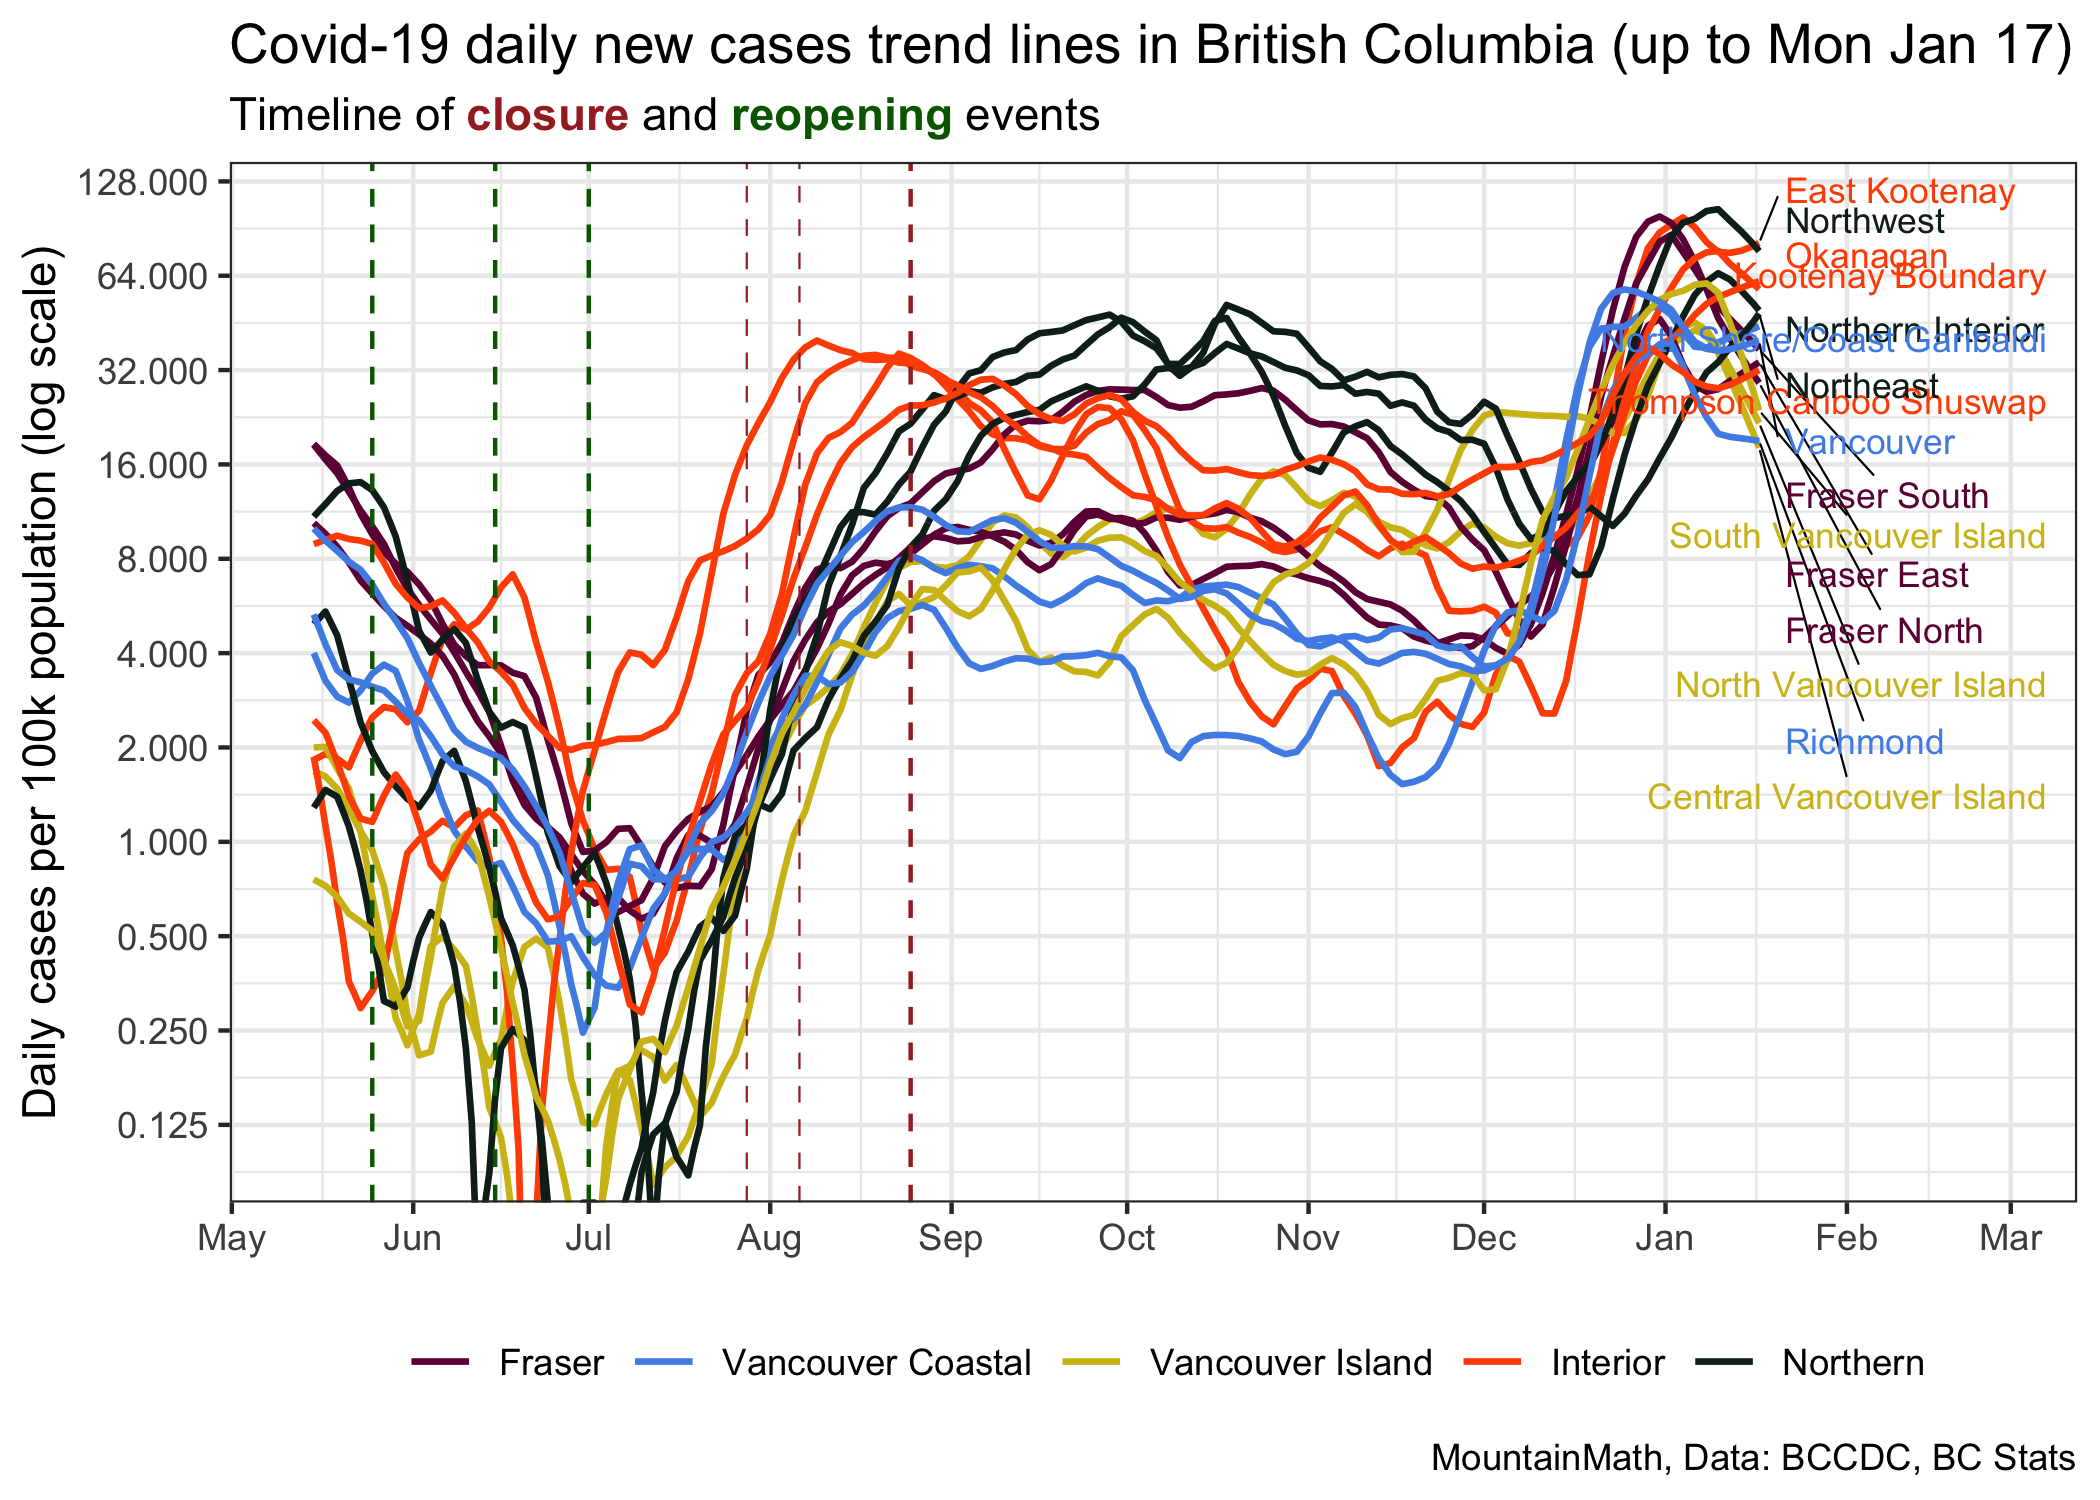 Covid-19 daily new cases trend lines in British Columbia (up to Mon Jan 17)
Timeline of closure and reopening events
Daily cases per 100k population (log scale)
128.000
64.000
32.000
16.000
8.000
4.000
2.000
1.000
0.500
0.250
0.125
East Kootenay
Northwest
Okanagan
Kootenay Boundary
Northern Interior
North Shore/Coast Garibaldi
Northeast
Thompson Cariboo Shuswap
Vancouver
Fraser South
South Vancouver Island
Fraser East
Fraser North
North Vancouver Island
Richmond
Central Vancouver Island
May Jun Jul Aug Sep Oct Nov Dec Jan Feb Mar
Fraser Vancouver Coastal Vancouver Island Interior Northern
MountainMath, Data: BCCDC, BC Stats